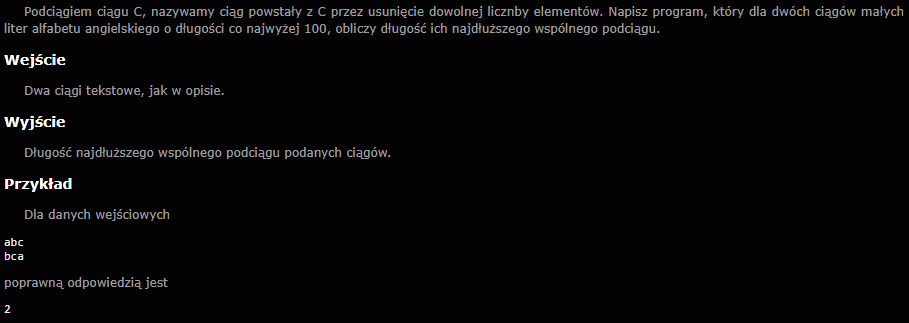 Podciągiem ciągu C, nazywamy ciąg powstały z C przez usunięcie dowolnej licznby elementów. Napisz program, który dla dwóch ciągów małych
liter alfabetu angielskiego o długości co najwyżej 100, obliczy długość ich najdłuższego wspólnego podciągu.
Wejście
Dwa ciągi tekstowe, jak w opisie.
Wyjście
Długość najdłuższego wspólnego podciągu podanych ciągów.
Przykład
Dla danych wejściowych
abc
bca
poprawną odpowiedzią jest
2